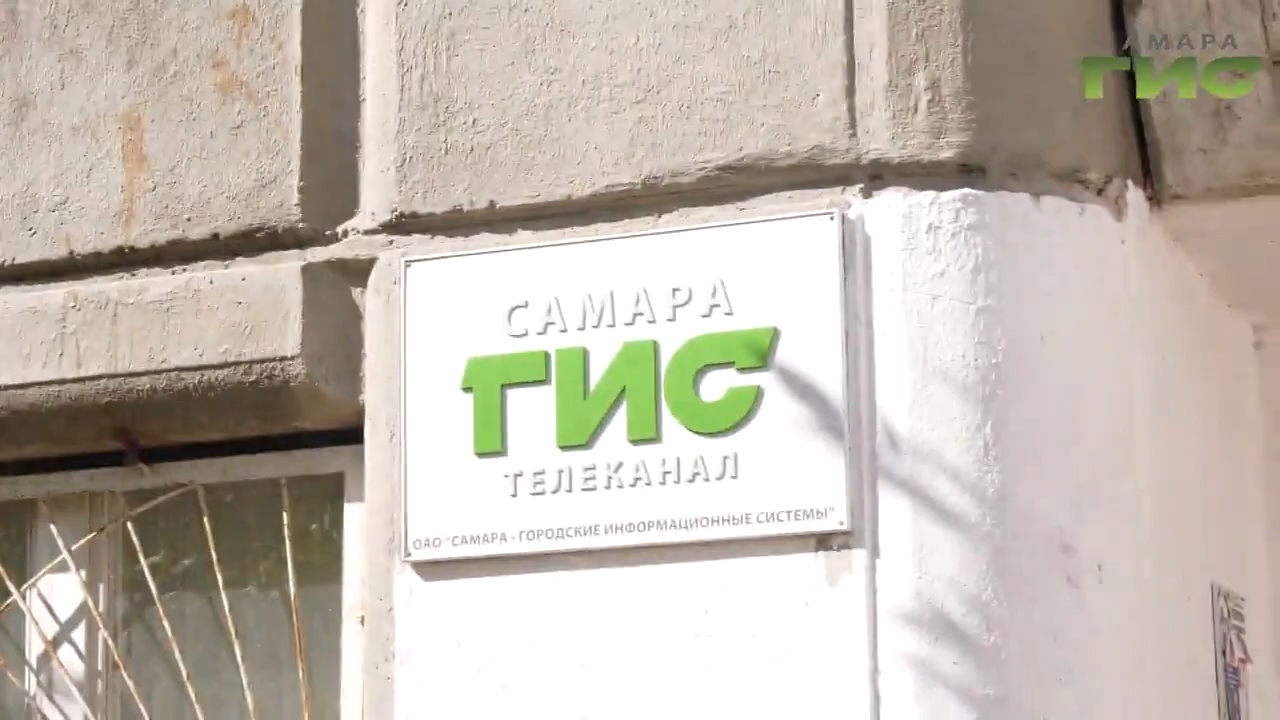 САМАРА
ГИС
САМАРА
ГИС
ТЕЛЕКАНАЛ
ОАО "САМАРА - ГОРОДСКИЕ ИНФОРМАЦИОННЫЕ СИСТЕМЫ"